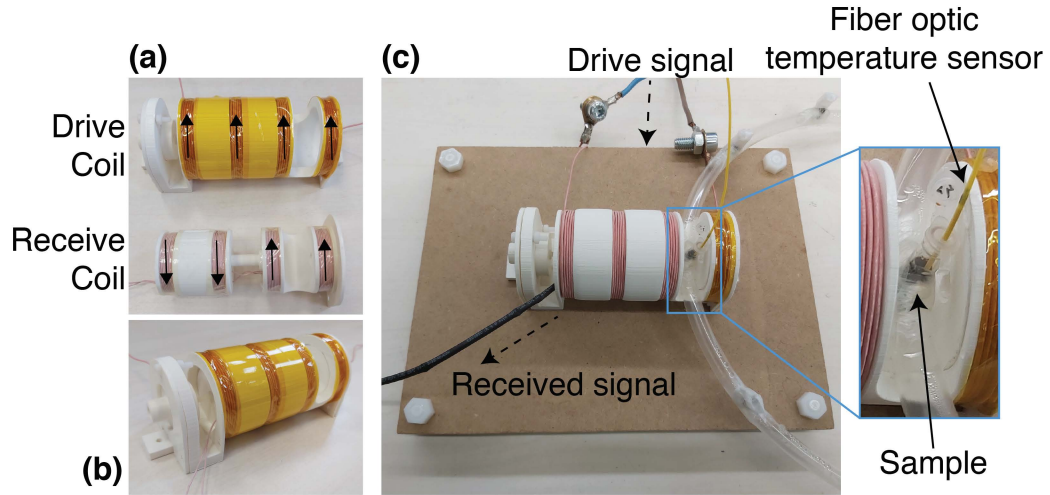 (a)
Drive
Coil
Receive
Coil
(b)
(c)
Drive signal
Fiber optic
temperature sensor
Received signal
Sample